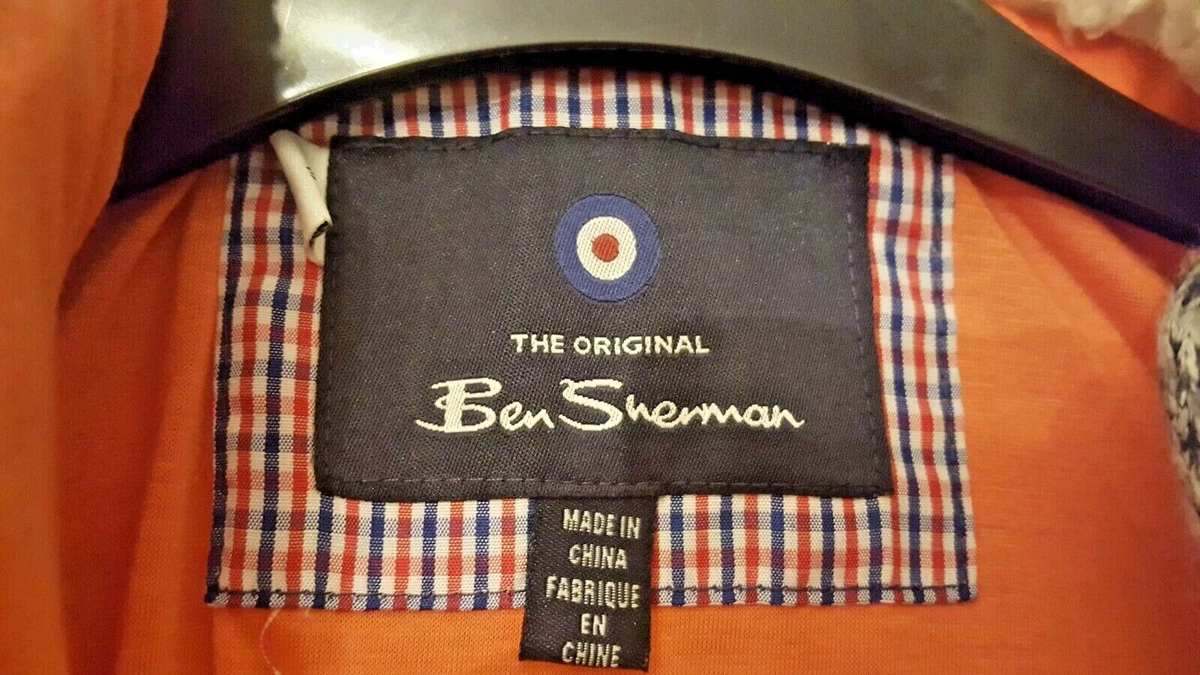 THE ORIGINAL
Ben Sherman
MADE IN
CHINA
FABRIQUE
EN
CHINE